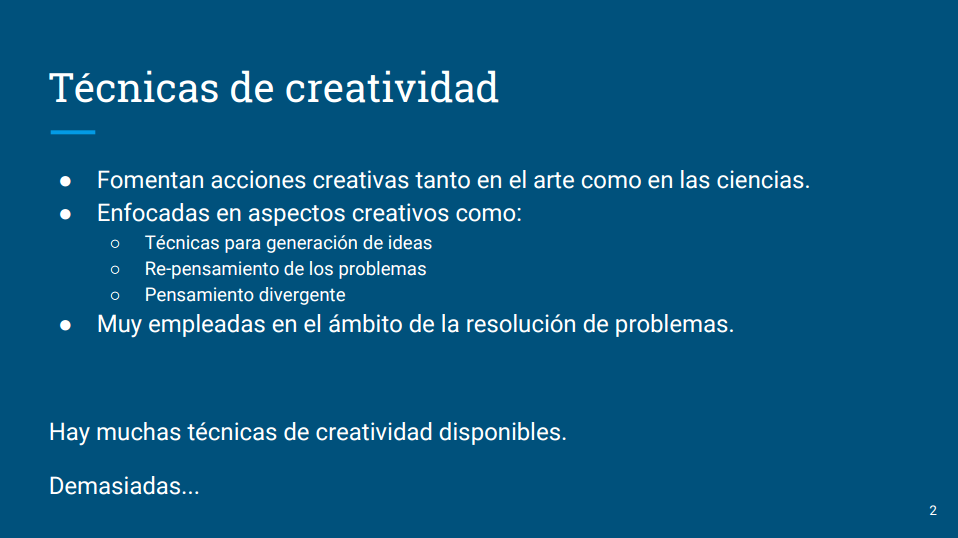 Técnicas de creatividad
● Fomentan acciones creativas tanto en el arte como en las ciencias.
● Enfocadas en aspectos creativos como:
○ Técnicas para generación de ideas
○ Re-pensamiento de los problemas
○ Pensamiento divergente
● Muy empleadas en el ámbito de la resolución de problemas.
Hay muchas técnicas de creatividad disponibles.
Demasiadas...
2